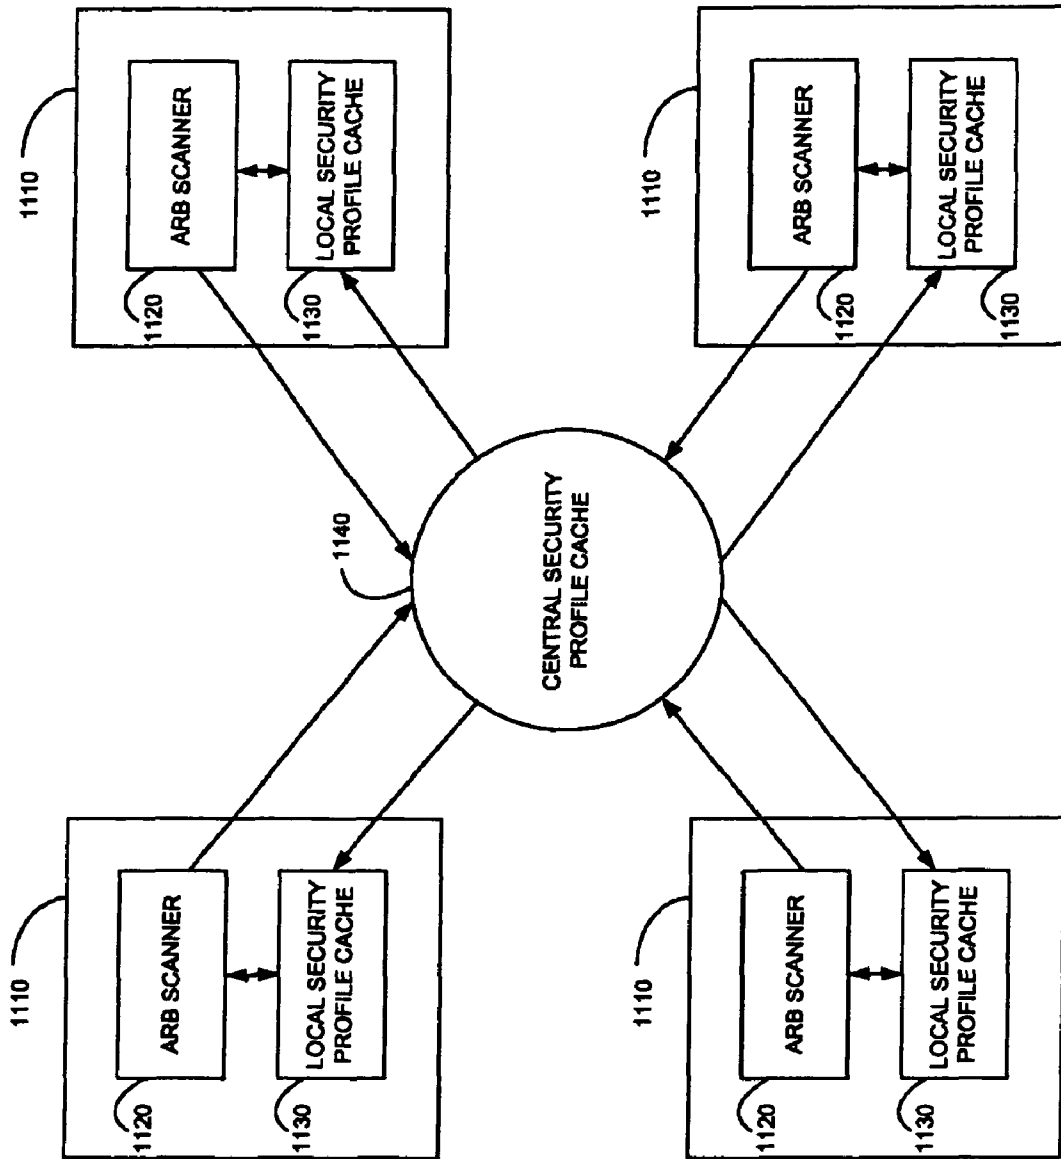 1110
1120
ARB SCANNER
1130
LOCAL SECURITY
PROFILE CACHE
1110
1120
ARB SCANNER
1130
LOCAL SECURITY
PROFILE CACHE
1140
CENTRAL SECURITY
PROFILE CACHE
1110
1120
ARB SCANNER
1130
LOCAL SECURITY
PROFILE CACHE
1110
1120
ARB SCANNER
1130
LOCAL SECURITY
PROFILE CACHE